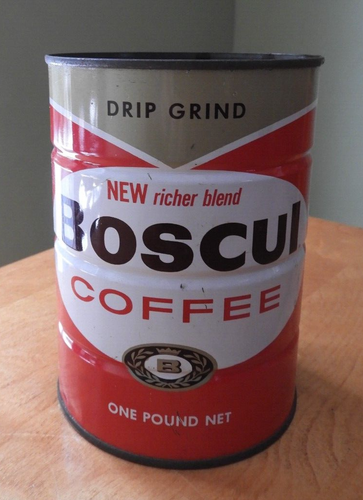 DRIP GRIND
NEW richer blend
BOSCUL
COFFEE
B
ONE POUND NET